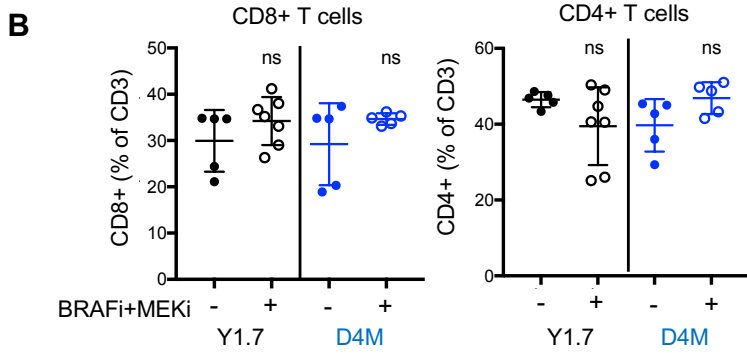 B
CD8+ T cells
CD4+ T cells
ns
ns
ns
ns
50
40
30
20
10
0
CD8+ (% of CD3)
60
40
20
0
CD4+ (% of CD3)
BRAFi+MEKi
-
+
-
+
-
+
-
+
Y1.7
D4M
Y1.7
D4M